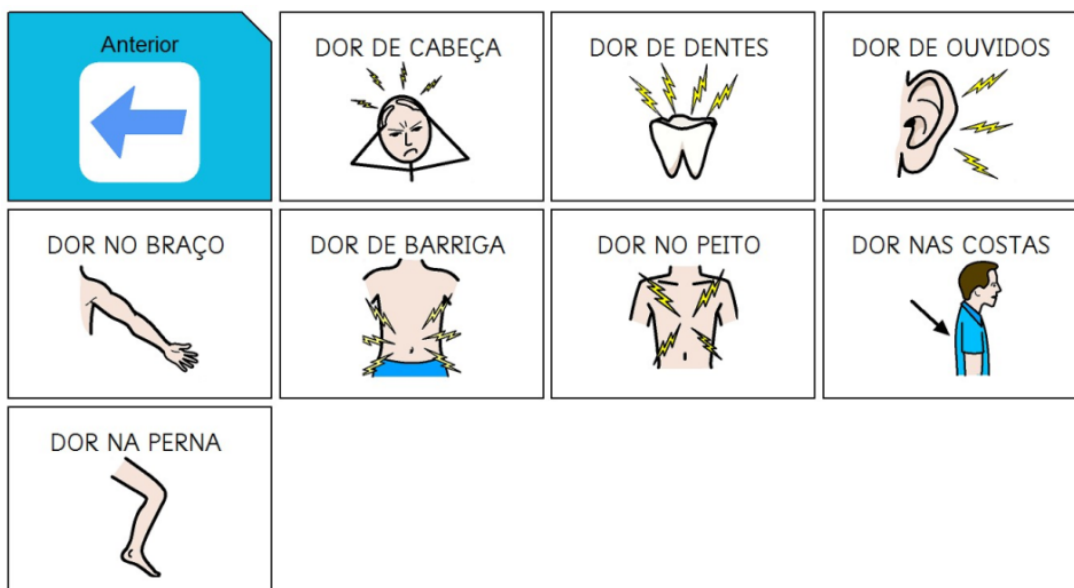 Anterior
DOR DE CABEÇA
DOR DE DENTES
DOR DE OUVIDOS
DOR NO BRAÇO
DOR DE BARRIGA
DOR NO PEITO
DOR NAS COSTAS
DOR NA PERNA